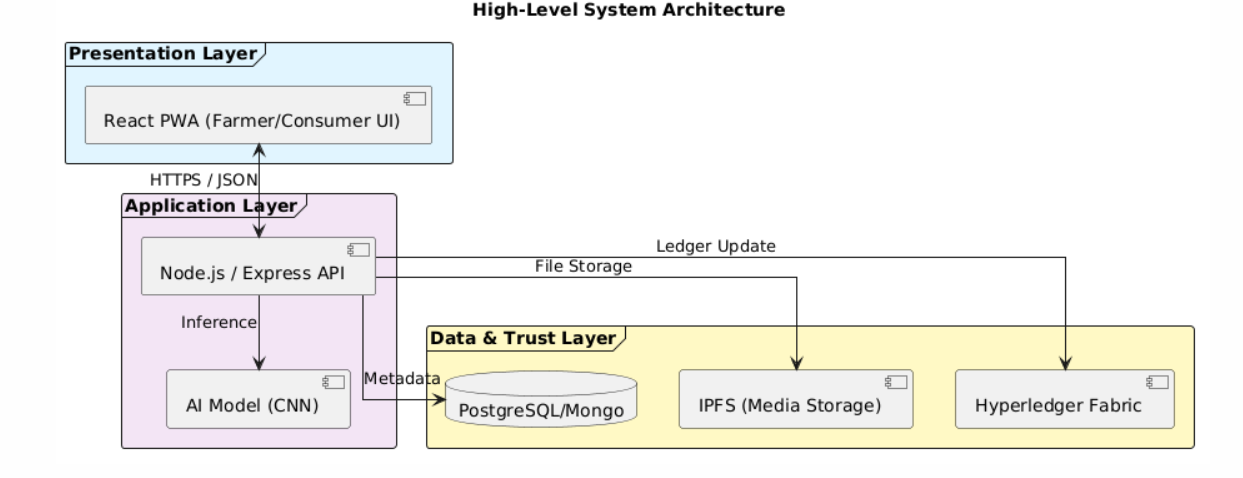 High-Level System Architecture
Presentation Layer
React PWA (Farmer/Consumer UI)
HTTPS / JSON
Application Layer
Node.js / Express API
Ledger Update
File Storage
Inference
Data & Trust Layer
Metadata
AI Model (CNN)
PostgreSQL/Mongo
IPFS (Media Storage)
Hyperledger Fabric